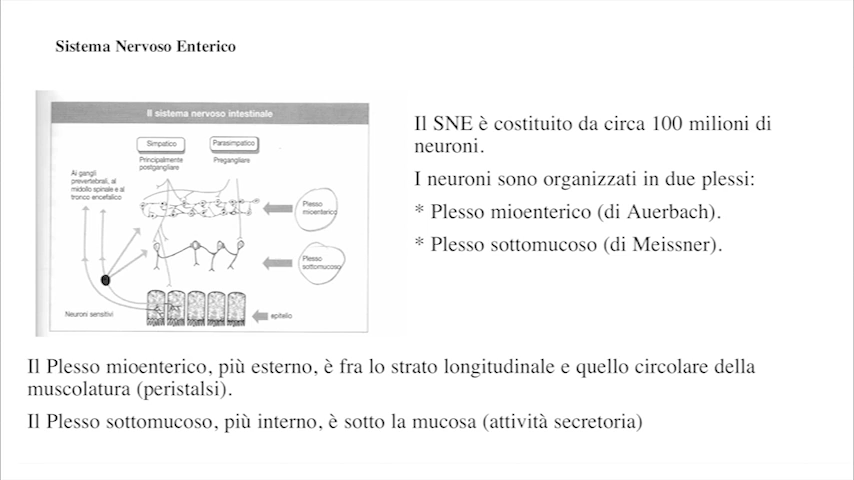 Sistema Nervoso Enterico
Il sistema nervoso intestinale
Simpatico
Parasimpatico
Principalmente
postgangliare
Pregangliare
Ai gangli
prevertebrali, al
midollo spinale e al
tronco encefalico
Plesso
mioenterico
Plesso
sottomucoso
Neuroni sensitivi
epitelio
Il SNE è costituito da circa 100 milioni di
neuroni.
I neuroni sono organizzati in due plessi:
* Plesso mioenterico (di Auerbach).
* Plesso sottomucoso (di Meissner).
Il Plesso mioenterico, più esterno, è fra lo strato longitudinale e quello circolare della
muscolatura (peristalsi).
Il Plesso sottomucoso, più interno, è sotto la mucosa (attività secretoria)